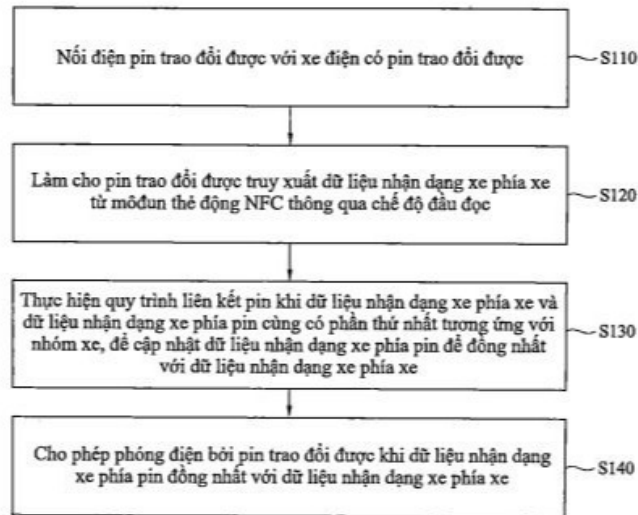 Nối điện pin trao đổi được với xe điện có pin trao đổi được
S110
Làm cho pin trao đổi được truy xuất dữ liệu nhận dạng xe phía xe
từ môđun thẻ động NFC thông qua chế độ đầu đọc
S120
Thực hiện quy trình liên kết pin khi dữ liệu nhận dạng xe phía xe và
dữ liệu nhận dạng xe phía pin cùng có phần thứ nhất tương ứng với
nhóm xe, để cập nhật dữ liệu nhận dạng xe phía pin để đồng nhất
với dữ liệu nhận dạng xe phía xe
S130
Cho phép phóng điện bởi pin trao đổi được khi dữ liệu nhận dạng
xe phía pin đồng nhất với dữ liệu nhận dạng xe phía xe
S140